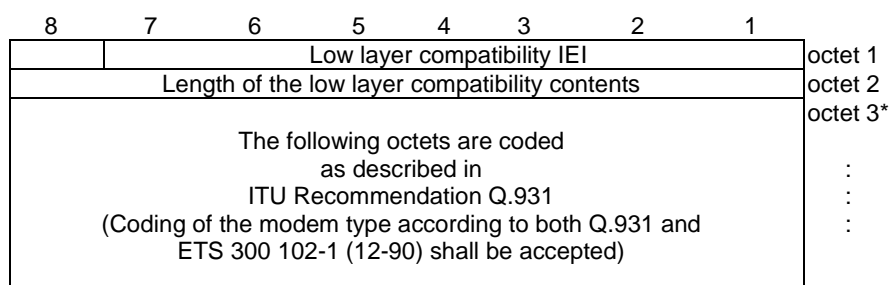 8 7 6 5 4 3 2 1
Low layer compatibility IEI octet 1
Length of the low layer compatibility contents octet 2
octet 3*
The following octets are coded
as described in :
ITU Recommendation Q.931 :
(Coding of the modem type according to both Q.931 and :
ETS 300 102-1 (12-90) shall be accepted)